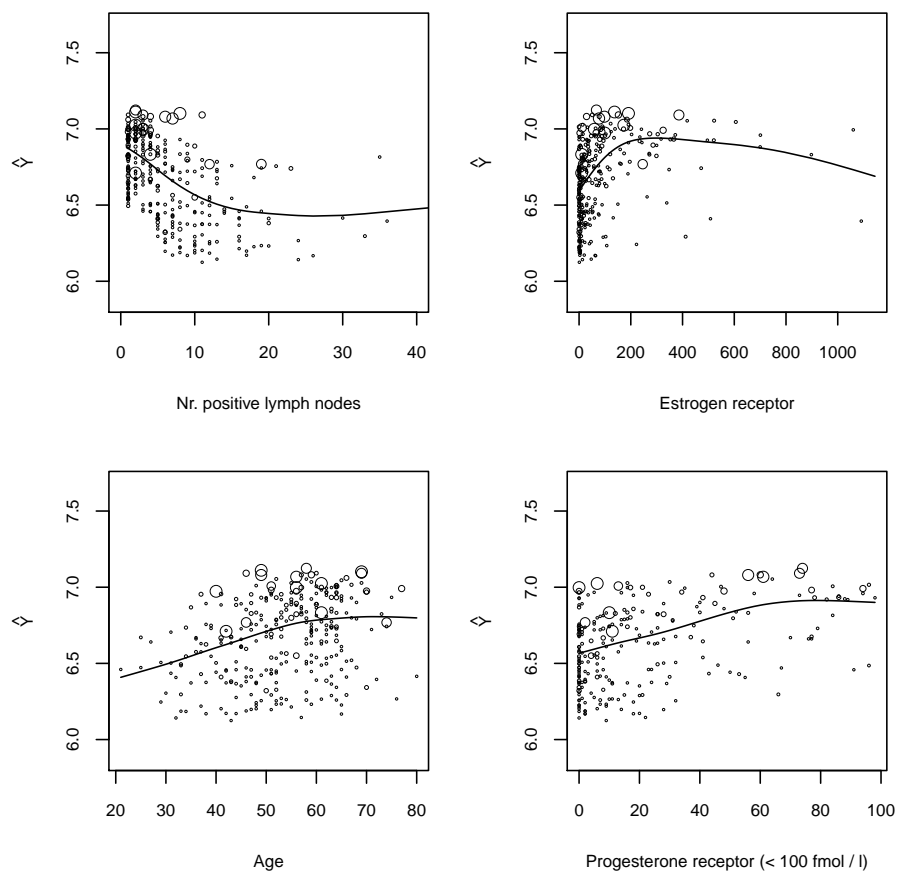 7.5
7.0
6.5
6.0
Ŷ
0 10 20 30 40
Nr. positive lymph nodes
7.5
7.0
6.5
6.0
Ŷ
0 200 400 600 800 1000
Estrogen receptor
7.5
7.0
6.5
6.0
Ŷ
20 30 40 50 60 70 80
Age
7.5
7.0
6.5
6.0
Ŷ
0 20 40 60 80 100
Progesterone receptor (< 100 fmol / l)